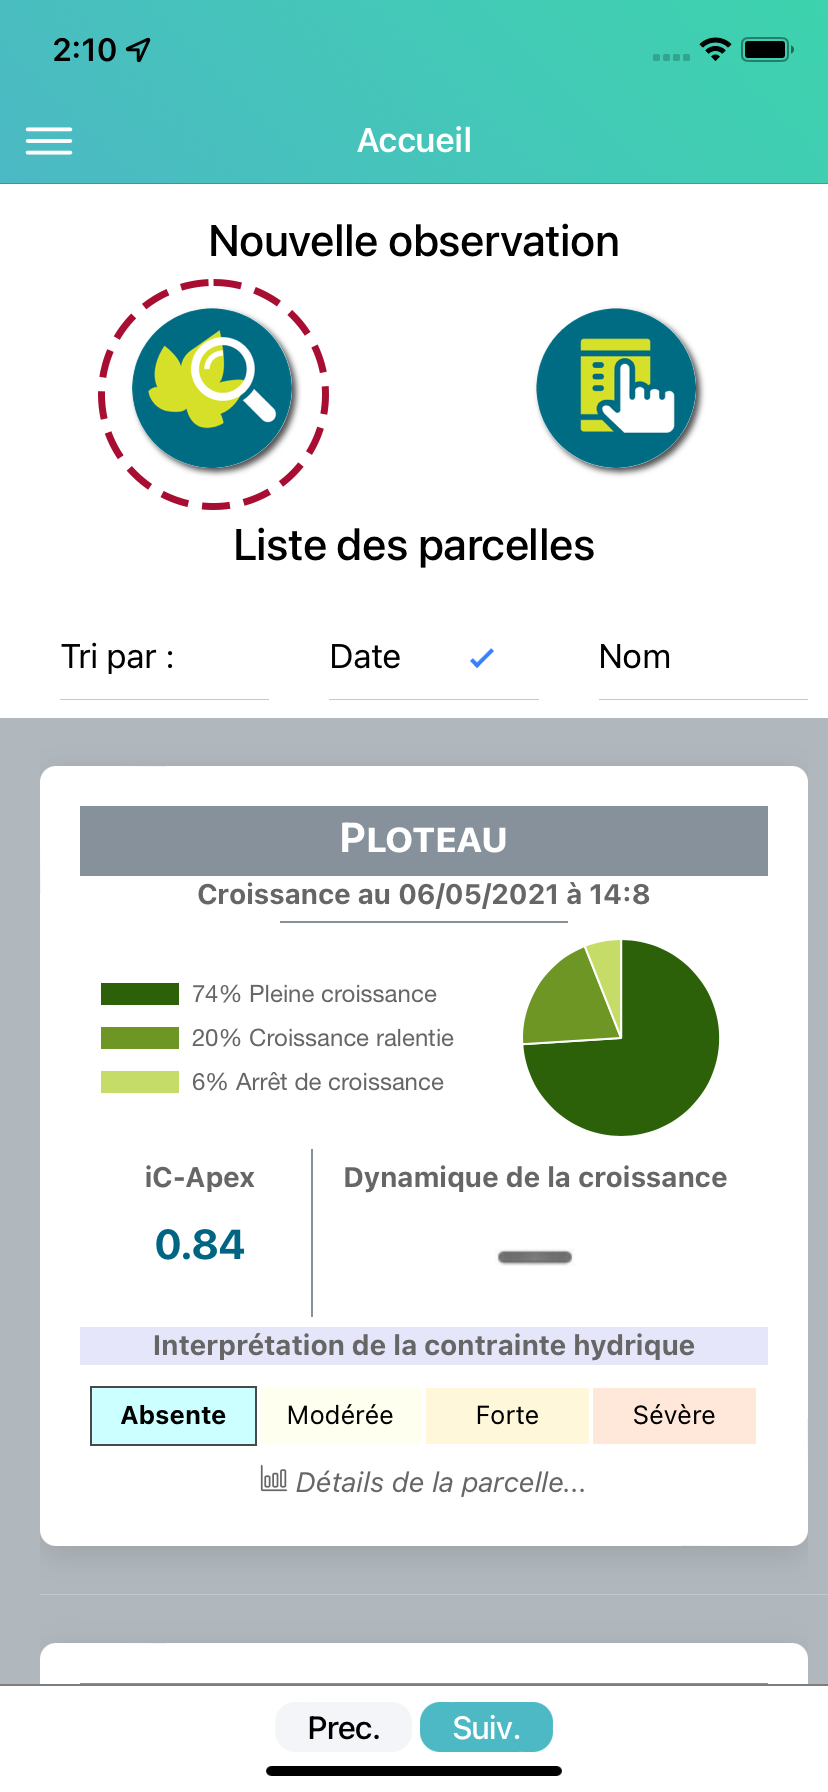 2:10
Accueil
Nouvelle observation
Liste des parcelles
Tri par : Date Nom
PLOTEAU
Croissance au 06/05/2021 à 14:8
74% Pleine croissance
20% Croissance ralentie
6% Arrêt de croissance
iC-Apex Dynamique de la croissance
0.84
Interprétation de la contrainte hydrique
Absente Modérée Forte Sévère
Détails de la parcelle...
Prec. Suiv.